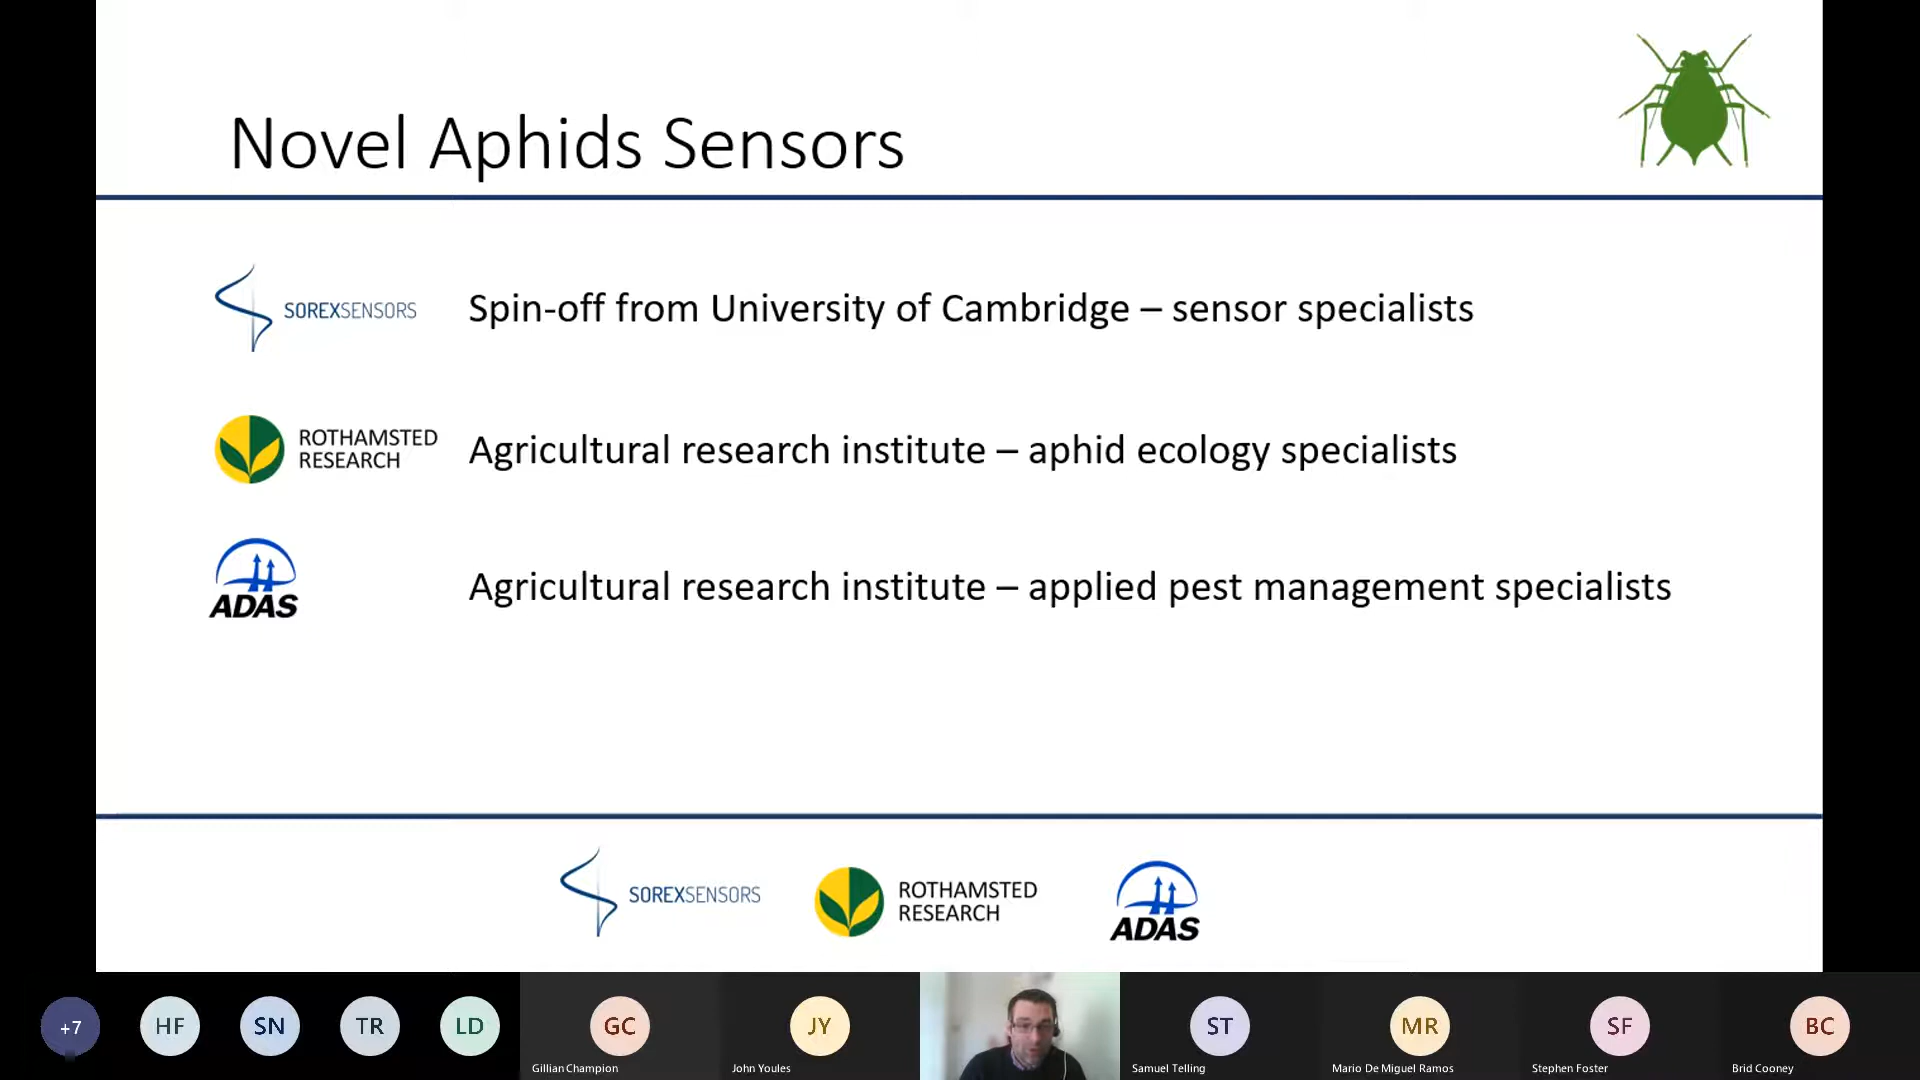 Novel Aphids Sensors
SOREXSENSORS
Spin-off from University of Cambridge – sensor specialists
ROTHAMSTED
RESEARCH
Agricultural research institute – aphid ecology specialists
ADAS
Agricultural research institute – applied pest management specialists
SOREXSENSORS
ROTHAMSTED
RESEARCH
ADAS
+7
HF
SN
TR
LD
GC
JY
ST
MR
SF
BC
Gillian Champion
John Youles
Samuel Telling
Mario De Miguel Ramos
Stephen Foster
Brid Cooney